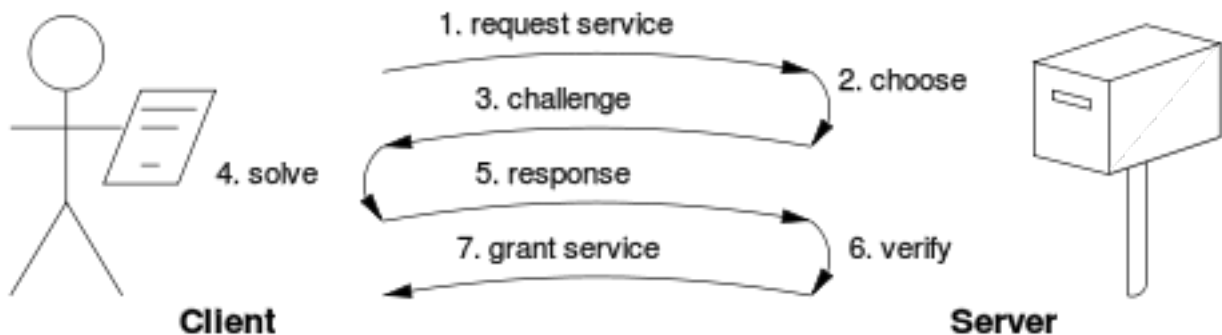 1. request service
2. choose
3. challenge
4. solve
5. response
6. verify
7. grant service
Client
Server